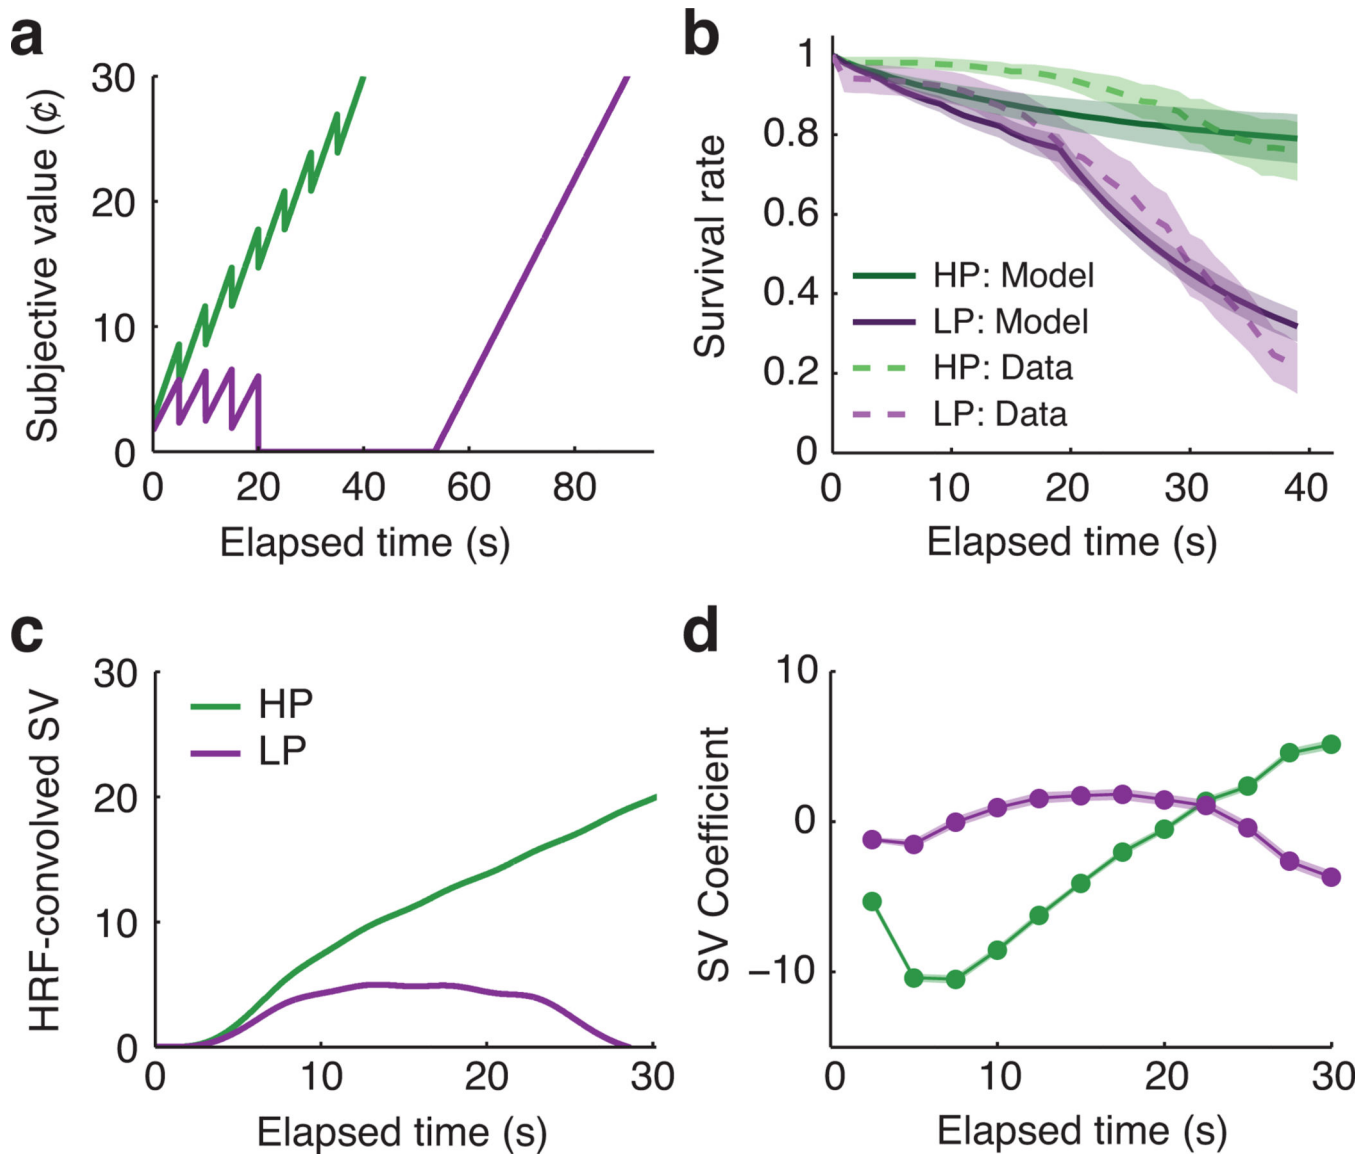 a
Subjective value (¢)
30
20
10
0
0 20 40 60 80
Elapsed time (s)
b
Survival rate
1
0.8
0.6
0.4
0.2
0
HP: Model
LP: Model
HP: Data
LP: Data
0 10 20 30 40
Elapsed time (s)
c
HRF-convolved SV
30
20
10
0
HP
LP
0 10 20 30
Elapsed time (s)
d
SV Coefficient
10
0
−10
0 10 20 30
Elapsed time (s)